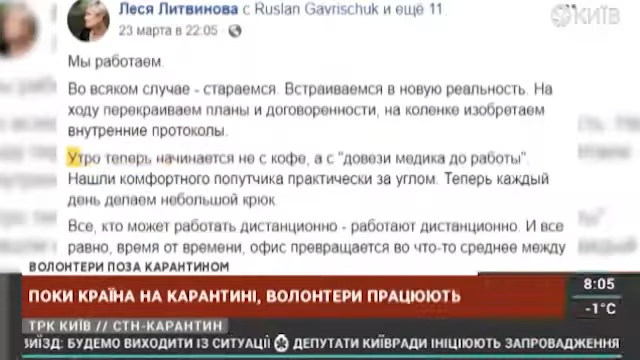 Леся Литвинова с Ruslan Gavrischuk и ещё 11.
23 марта в 22:05
КИЇВ
Мы работаем.
Во всяком случае - стараемся. Встраиваемся в новую реальность. На
ходу перекраиваем планы и договоренности, на коленке изобретаем
внутренние протоколы.
Утро теперь начинается не с кофе, а с "довези медика до работы".
Нашли комфортного попутчика практически за углом. Теперь каждый
день делаем небольшой крюк
Все, кто может работать дистанционно - работают дистанционно. И все
равно, время от времени, офис превращается во что-то среднее между
ВОЛОНТЕРИ ПОЗА КАРАНТИНОМ
ПОКИ КРАЇНА НА КАРАНТИНІ, ВОЛОНТЕРИ ПРАЦЮЮТЬ
8:05
-1°C
ТРК КИЇВ // СТН-КАРАНТИН
ЗИЇЗД: БУДЕМО ВИХОДИТИ ІЗ СИТУАЦІЇ ДЕПУТАТИ КИЇВРАДИ ІНІЦІЮЮТЬ ЗАПРОВАДЖЕННЯ